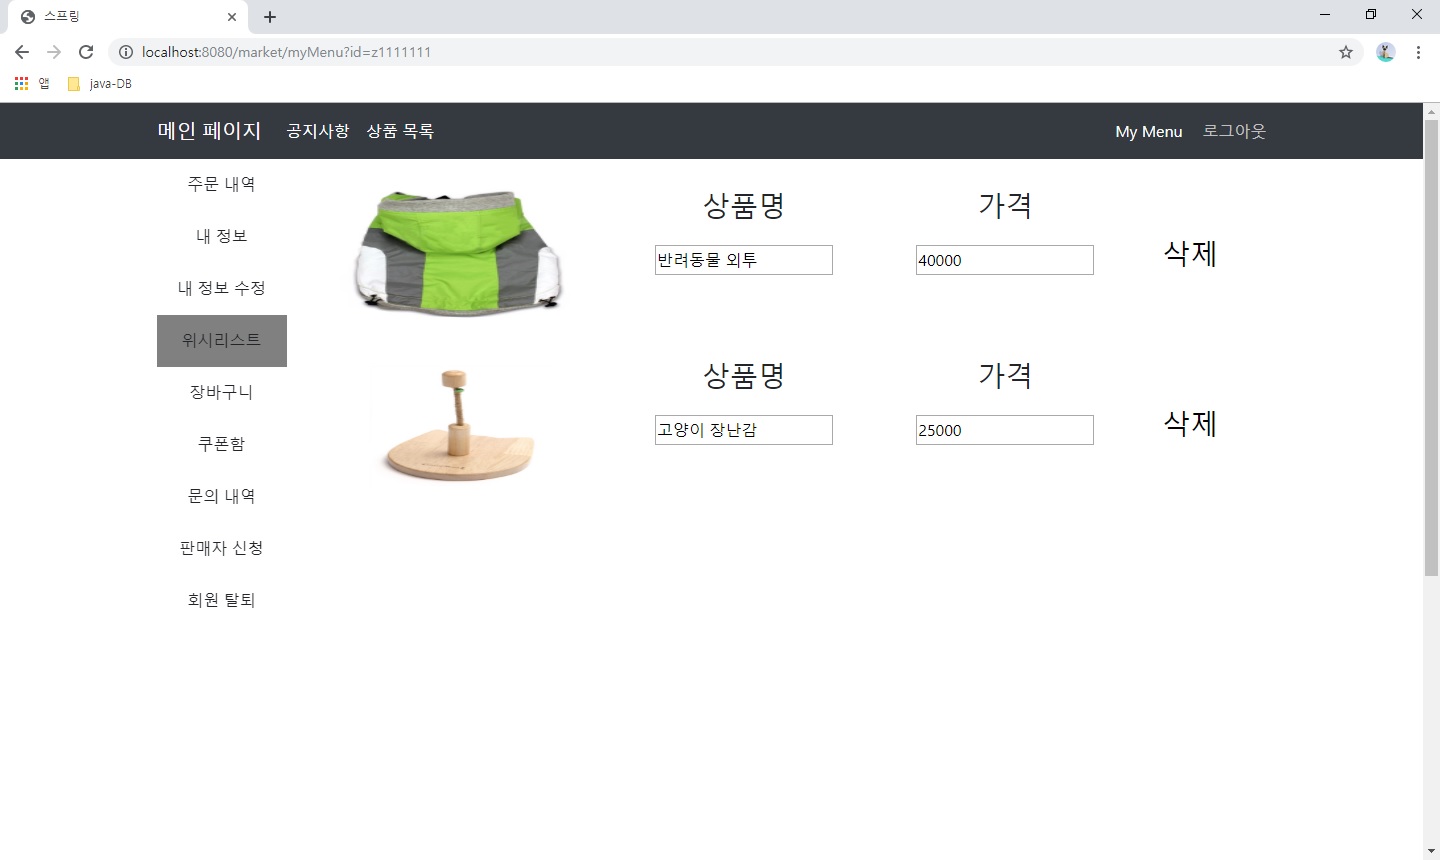 스프링
localhost:8080/market/myMenu?id=z1111111
앱 java-DB
메인 페이지 공지사항 상품 목록 My Menu 로그아웃
주문 내역
내 정보
내 정보 수정
위시리스트
장바구니
쿠폰함
문의 내역
판매자 신청
회원 탈퇴
상품명 가격
반려동물 외투 40000 삭제
상품명 가격
고양이 장난감 25000 삭제